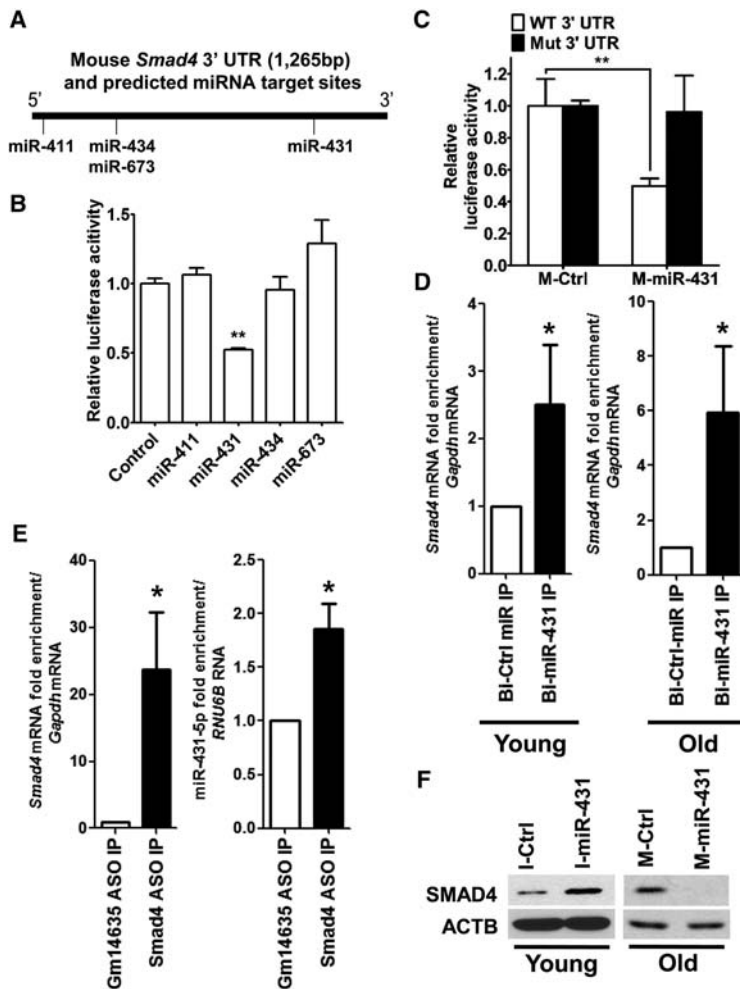 A
Mouse Smad4 3' UTR (1,265bp)
and predicted miRNA target sites
5'
3'
miR-411
miR-434
miR-431
miR-673
B
Relative luciferase acitivity
1.5
1.0
0.5
0.0
**
Control
miR-411
miR-431
miR-434
miR-673
C
WT 3' UTR
Mut 3' UTR
Relative
luciferase acitivity
1.2
1.0
0.8
0.6
0.4
0.2
0.0
**
M-Ctrl
M-miR-431
D
Smad4 mRNA fold enrichment/
Gapdh mRNA
4
3
2
1
0
*
Bi-Ctrl miR IP
Bi-miR-431 IP
Young
Smad4 mRNA fold enrichment/
Gapdh mRNA
10
8
6
4
2
0
*
Bi-Ctrl-miR IP
Bi-miR-431 IP
Old
E
Smad4 mRNA fold enrichment/
Gapdh mRNA
40
30
20
10
0
*
Gm14635 ASO IP
Smad4 ASO IP
miR-431-5p fold enrichment/
RNU6B RNA
2.5
2.0
1.5
1.0
0.5
0.0
*
Gm14635 ASO IP
Smad4 ASO IP
F
I-Ctrl
I-miR-431
M-Ctrl
M-miR-431
SMAD4
ACTB
Young
Old